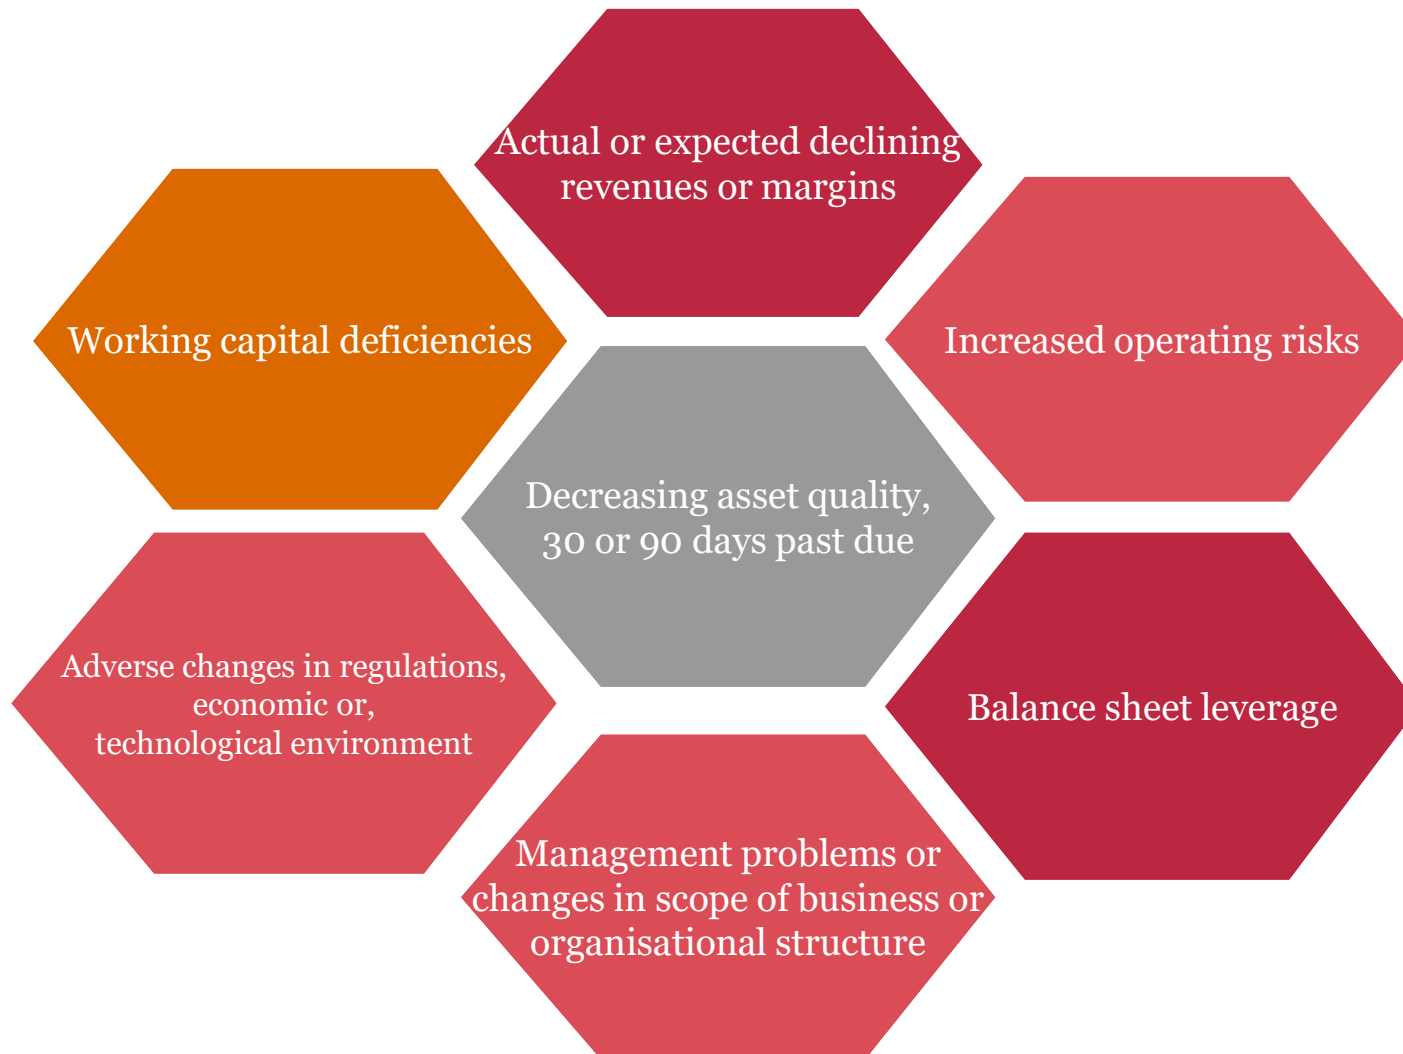 Actual or expected declining
revenues or margins
Working capital deficiencies
Increased operating risks
Decreasing asset quality,
30 or 90 days past due
Adverse changes in regulations,
economic or,
technological environment
Balance sheet leverage
Management problems or
changes in scope of business or
organisational structure